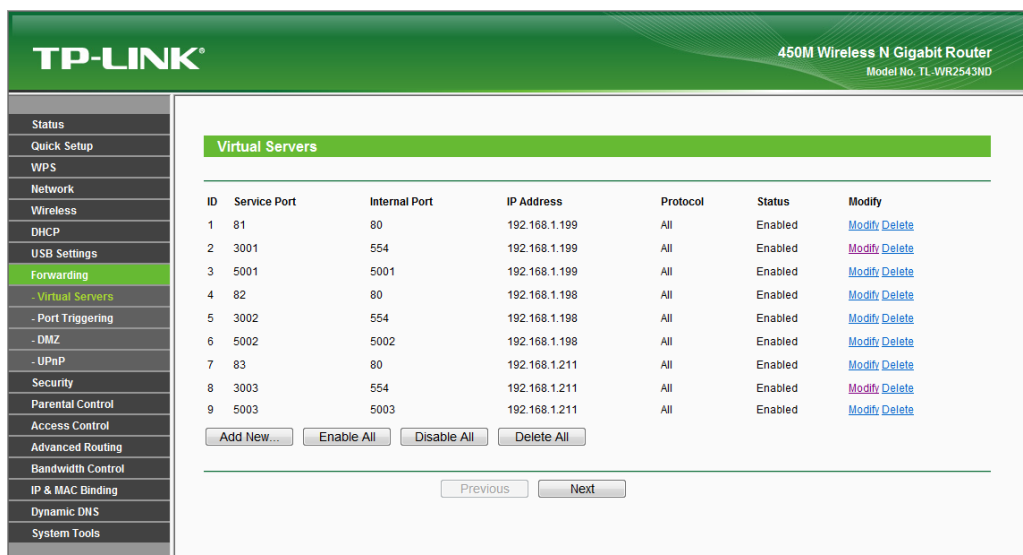 TP-LINK®
450M Wireless N Gigabit Router
Model No. TL-WR2543ND
Status
Quick Setup
WPS
Network
Wireless
DHCP
USB Settings
Forwarding
- Virtual Servers
- Port Triggering
- DMZ
- UPnP
Security
Parental Control
Access Control
Advanced Routing
Bandwidth Control
IP & MAC Binding
Dynamic DNS
System Tools
Virtual Servers
ID Service Port Internal Port IP Address Protocol Status Modify
1 81 80 192.168.1.199 All Enabled Modify Delete
2 3001 554 192.168.1.199 All Enabled Modify Delete
3 5001 5001 192.168.1.199 All Enabled Modify Delete
4 82 80 192.168.1.198 All Enabled Modify Delete
5 3002 554 192.168.1.198 All Enabled Modify Delete
6 5002 5002 192.168.1.198 All Enabled Modify Delete
7 83 80 192.168.1.211 All Enabled Modify Delete
8 3003 554 192.168.1.211 All Enabled Modify Delete
9 5003 5003 192.168.1.211 All Enabled Modify Delete
Add New... Enable All Disable All Delete All
Previous Next